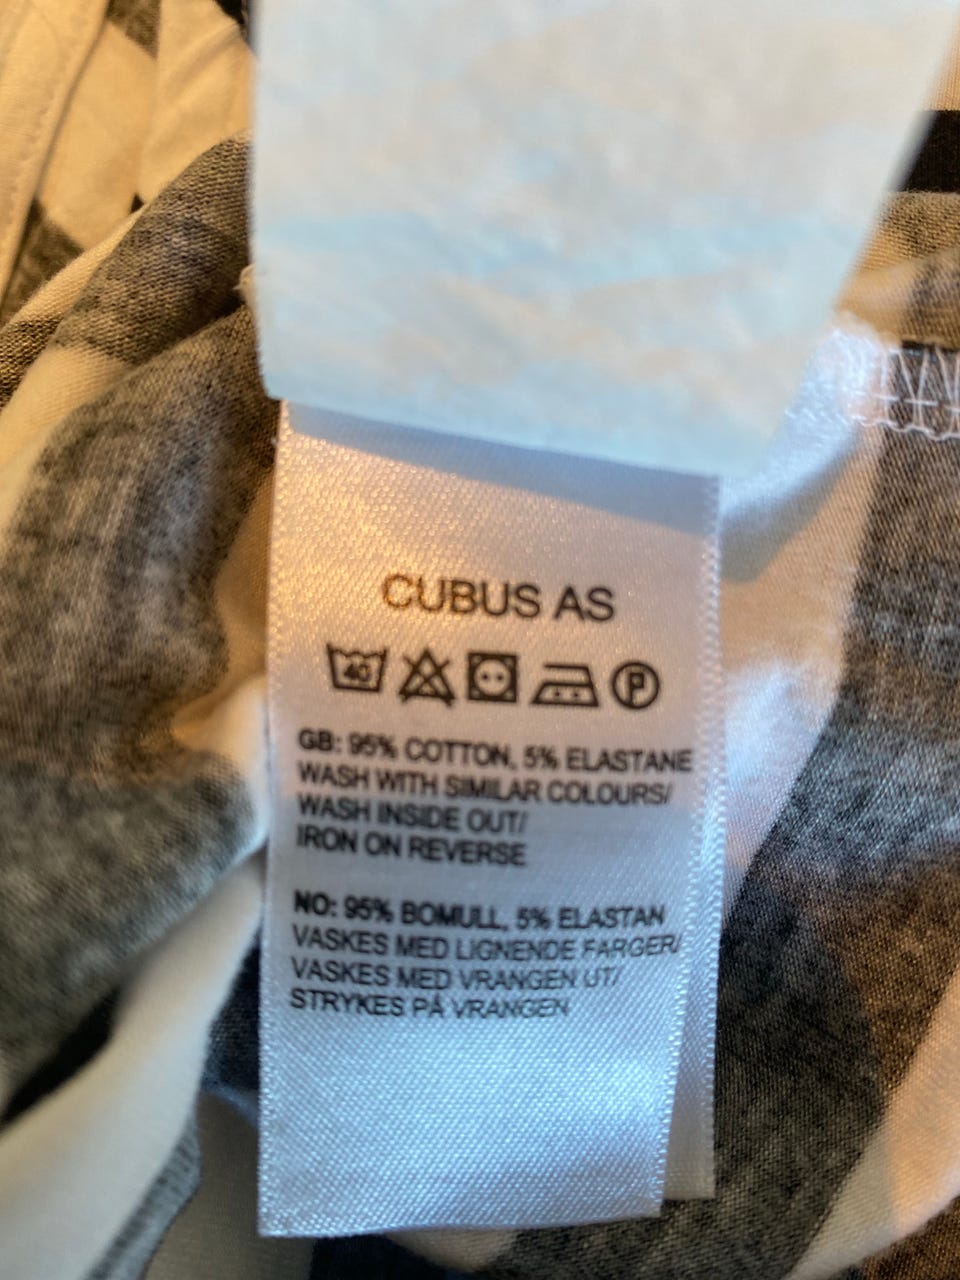 CUBUS AS
40 P
GB: 95% COTTON, 5% ELASTANE
WASH WITH SIMILAR COLOURS/
WASH INSIDE OUT/
IRON ON REVERSE
NO: 95% BOMULL, 5% ELASTAN
VASKES MED LIGNENDE FARGER/
VASKES MED VRANGEN UT/
STRYKES PÅ VRANGEN